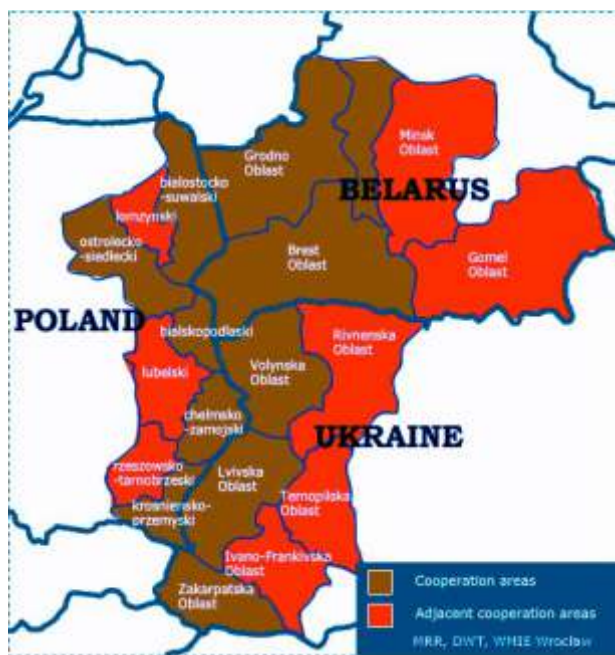 Minsk
Oblast
Grodno
Oblast
bialostocko
-suwalski
BELARUS
lomzynski
ostrolecko
-siedlecki
Brest
Oblast
Gomel
Oblast
POLAND
bialskopodlaski
Rivnenska
Oblast
lubelski
Volynska
Oblast
chelmsko-
zamojski
UKRAINE
rzeszowsko
-tarnobrzeski
Lvivska
Oblast
Ternopilska
Oblast
krosniensko-
przemyski
Ivano-Frankivska
Oblast
Zakarpatska
Oblast
Cooperation areas
Adjacent cooperation areas
MRR, DWT, WMIE Wroclaw